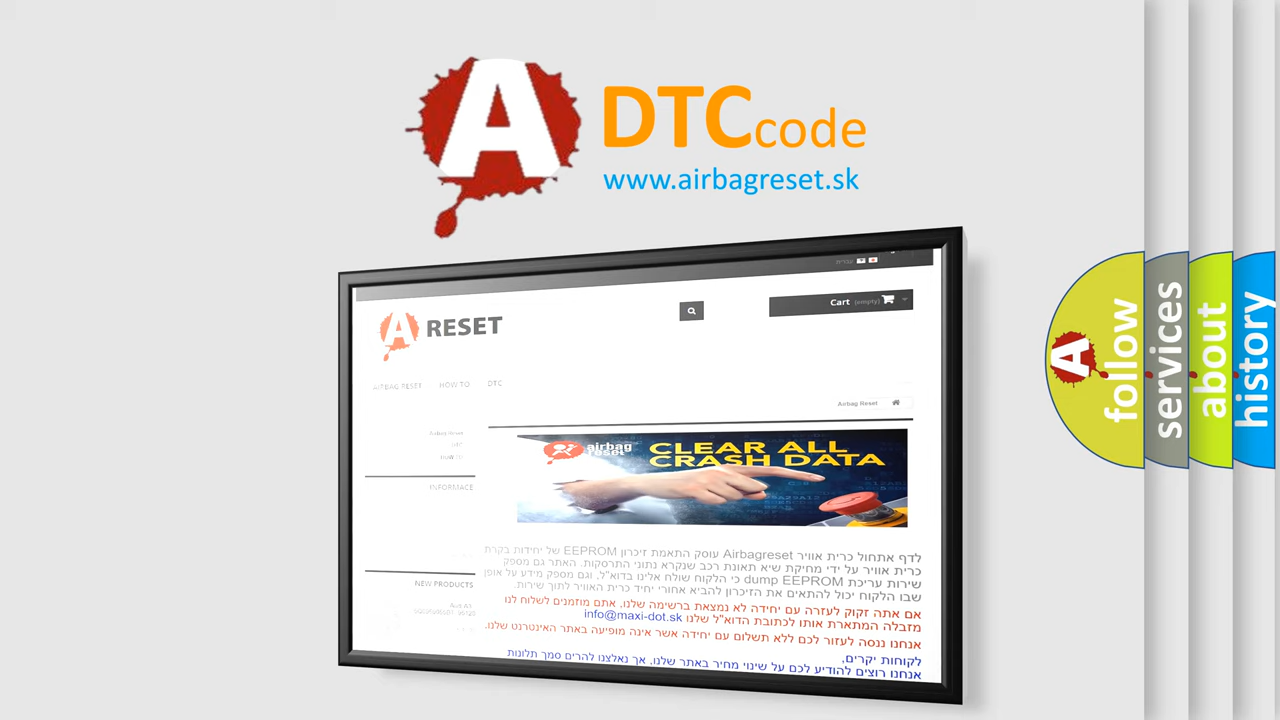 A
DTC code
www.airbagreset.sk
עברית
A RESET
Cart (empty)
AIRBAG RESET HOW TO DTC
Airbag Reset
Airbag Reset
HOW TO
INFORMACE
NEW PRODUCTS
airbag reset
CLEAR ALL
CRASH DATA
לדף אתחול כרית אוויר Airbagreset עוסק התאמת זיכרון EEPROM של יחידות בקרת
כרית אוויר על ידי מחיקת שיא תאונת רכב שנקרא נתוני התרסקות. האתר גם מספק
שירות עריכת dump EEPROM כי הלקוח שולח אלינו בדוא"ל, וגם מספק מידע על אופן
שבו הלקוח יכול להתאים את הזיכרון להביא אחורי יחיד כרית האוויר לתוך שירות.
אם אתה זקוק לעזרה עם יחידה לא נמצאת ברשימה שלנו, אתם מוזמנים לשלוח לנו
מזבלה המתארת אותו לכתובת הדוא"ל שלנו info@maxi-dot.sk
אנחנו ננסה לעזור לכם ללא תשלום עם יחידה אשר אינה מופיעה באתר האינטרנט שלנו.
לקוחות יקרים,
אנחנו רוצים להודיע לכם על שינוי מחיר באתר שלנו, אך נאלצנו להרים סמך תלונות
A
follow
services
about
history